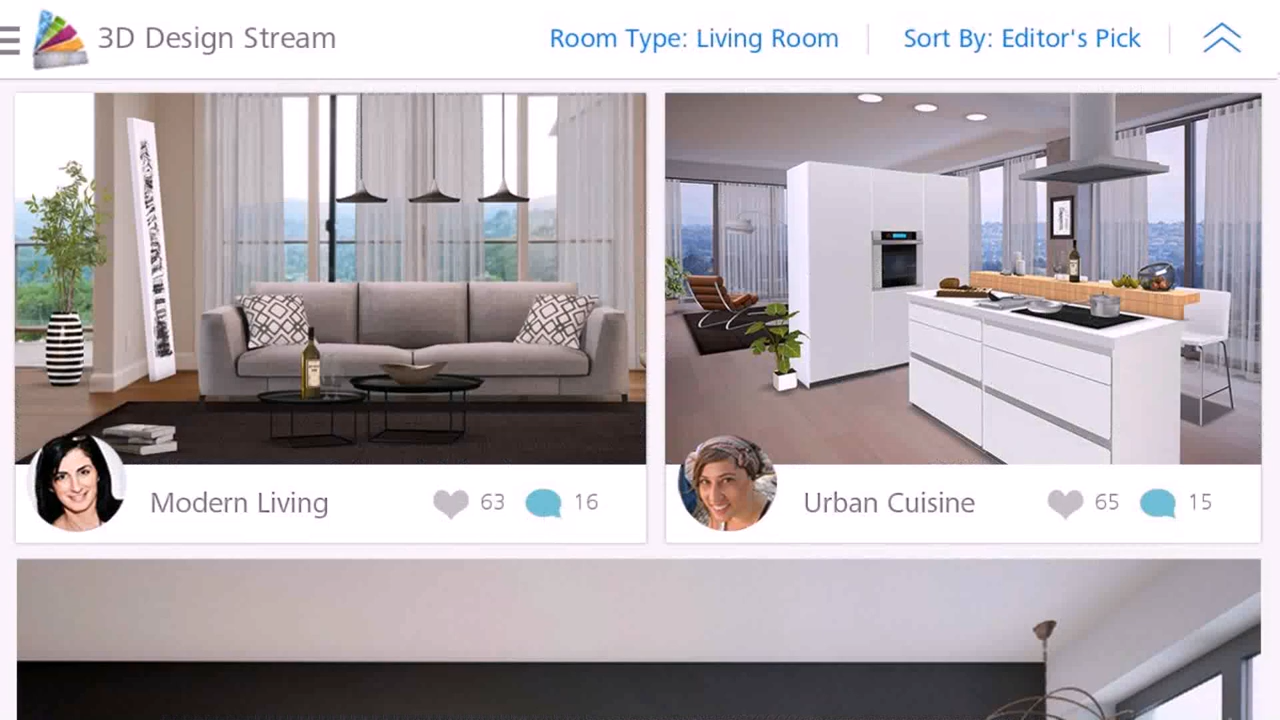 3D Design Stream
Room Type: Living Room
Sort By: Editor's Pick
Modern Living
63
16
Urban Cuisine
65
15